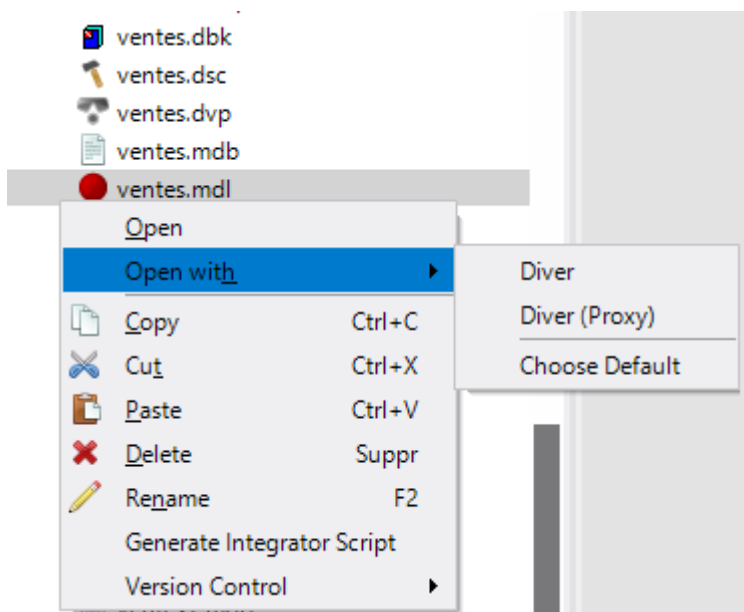 ventes.dbk
ventes.dsc
ventes.dvp
ventes.mdb
ventes.mdl
Open
Open with
Diver
Diver (Proxy)
Choose Default
Copy Ctrl+C
Cut Ctrl+X
Paste Ctrl+V
Delete Suppr
Rename F2
Generate Integrator Script
Version Control